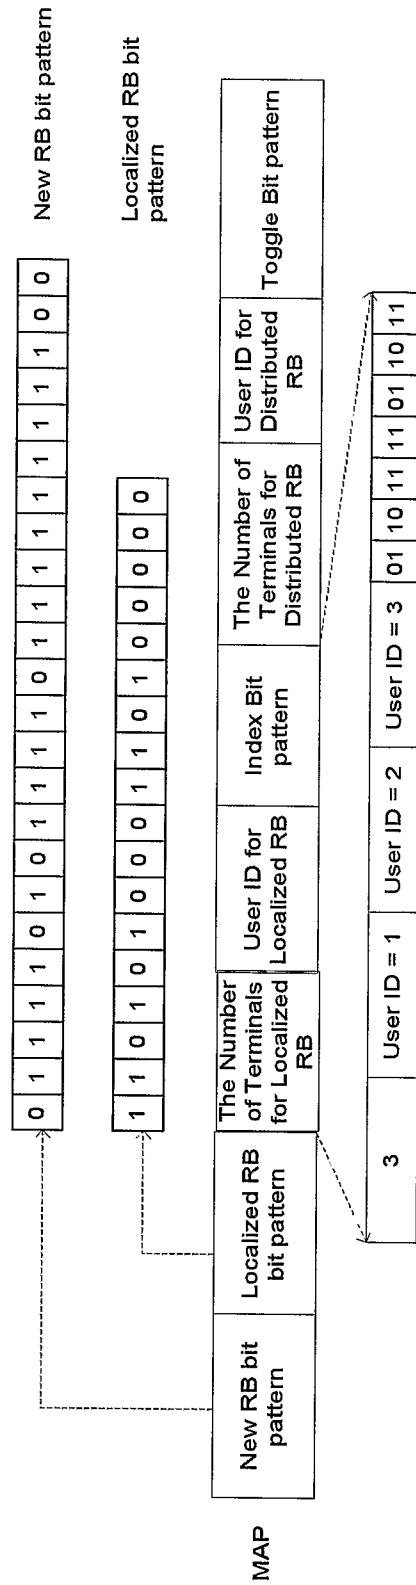 New RB bit pattern
0 1 1 1 1 0 1 0 1 1 1 1 0 1 1 1 1 1 1 1 1 1 0 0
Localized RB bit
pattern
1 1 0 1 0 1 0 0 0 1 1 0 1 0 0 0 0 0
MAP
New RB bit
pattern
Localized RB
bit pattern
The Number
of Terminals
for Localized
RB
User ID for
Localized RB
Index Bit
pattern
The Number of
Terminals for
Distributed RB
User ID for
Distributed
RB
Toggle Bit pattern
3
User ID = 1
User ID = 2
User ID = 3
01 10 11 11 01 10 11